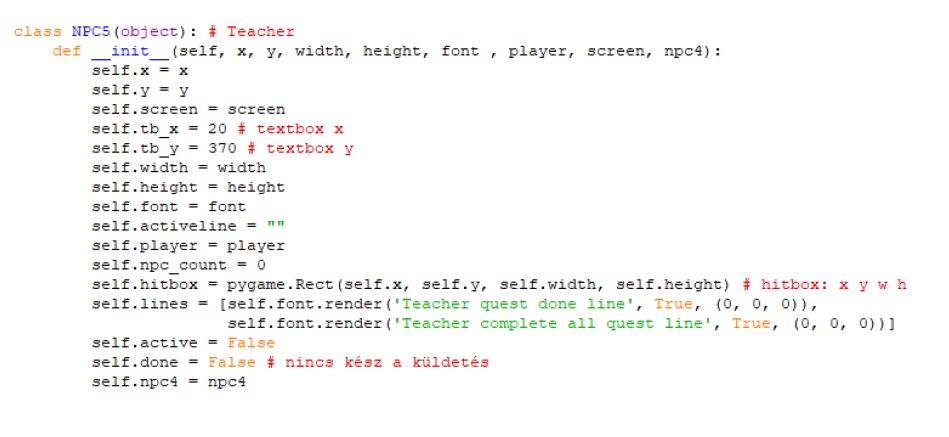 class NPC5(object): # Teacher
    def __init__(self, x, y, width, height, font , player, screen, npc4):
        self.x = x
        self.y = y
        self.screen = screen
        self.tb_x = 20 # textbox x
        self.tb_y = 370 # textbox y
        self.width = width
        self.height = height
        self.font = font
        self.activeline = ""
        self.player = player
        self.npc_count = 0
        self.hitbox = pygame.Rect(self.x, self.y, self.width, self.height) # hitbox: x y w h
        self.lines = [self.font.render('Teacher quest done line', True, (0, 0, 0)),
                      self.font.render('Teacher complete all quest line', True, (0, 0, 0))]
        self.active = False
        self.done = False # nincs kész a küldetés
        self.npc4 = npc4